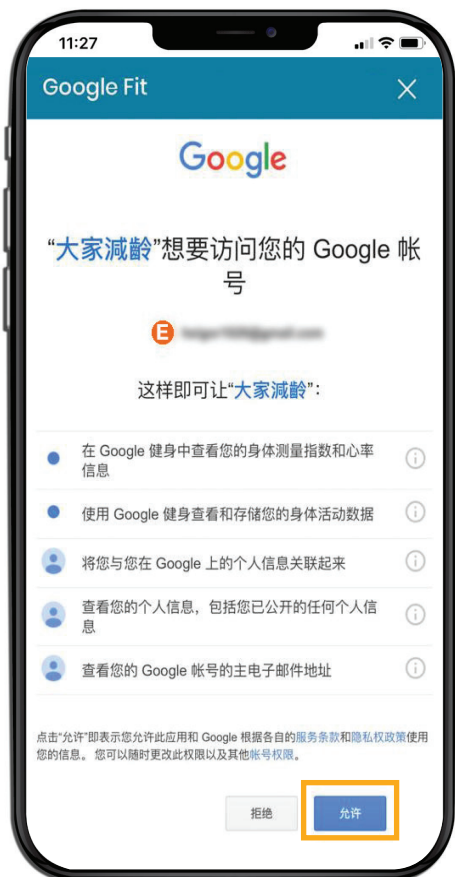 11:27
Google Fit
Google
“大家減齡”想要访问您的 Google 帐
号
E
这样即可让“大家減齡”：
在 Google 健身中查看您的身体测量指数和心率
信息
使用 Google 健身查看和存储您的身体活动数据
将您与您在 Google 上的个人信息关联起来
查看您的个人信息，包括您已公开的任何个人信
息
查看您的 Google 帐号的主电子邮件地址
点击“允许”即表示您允许此应用和 Google 根据各自的服务条款和隐私权政策使用
您的信息。 您可以随时更改此权限以及其他帐号权限。
拒绝
允许